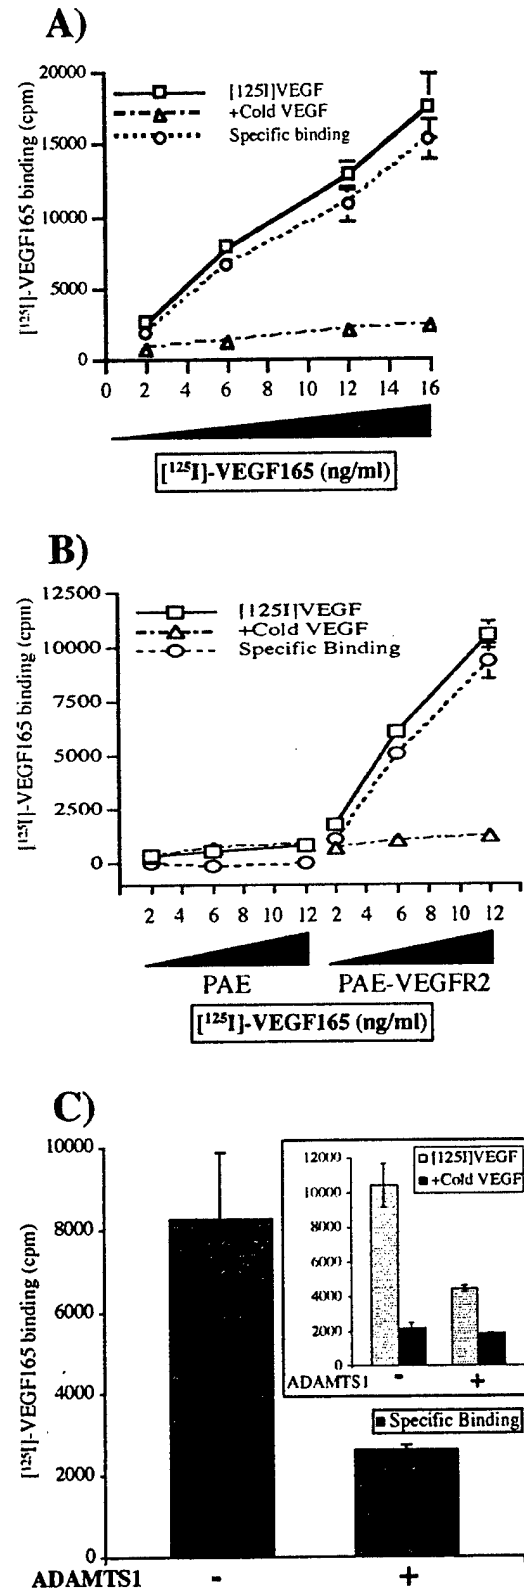 A)
[125I]VEGF
+Cold VEGF
Specific binding
[¹²⁵I]-VEGF165 binding (cpm)
20000
15000
10000
5000
0
0 2 4 6 8 10 12 14 16
[¹²⁵I]-VEGF165 (ng/ml)
B)
[125I]VEGF
+Cold VEGF
Specific Binding
[¹²⁵I]-VEGF165 binding (cpm)
12500
10000
7500
5000
2500
0
2 4 6 8 10 12 2 4 6 8 10 12
PAE PAE-VEGFR2
[¹²⁵I]-VEGF165 (ng/ml)
C)
[¹²⁵I]-VEGF165 binding (cpm)
10000
8000
6000
4000
2000
0
[125I]VEGF
+Cold VEGF
12000
10000
8000
6000
4000
2000
0
ADAMTS1 - +
Specific Binding
ADAMTS1 - +